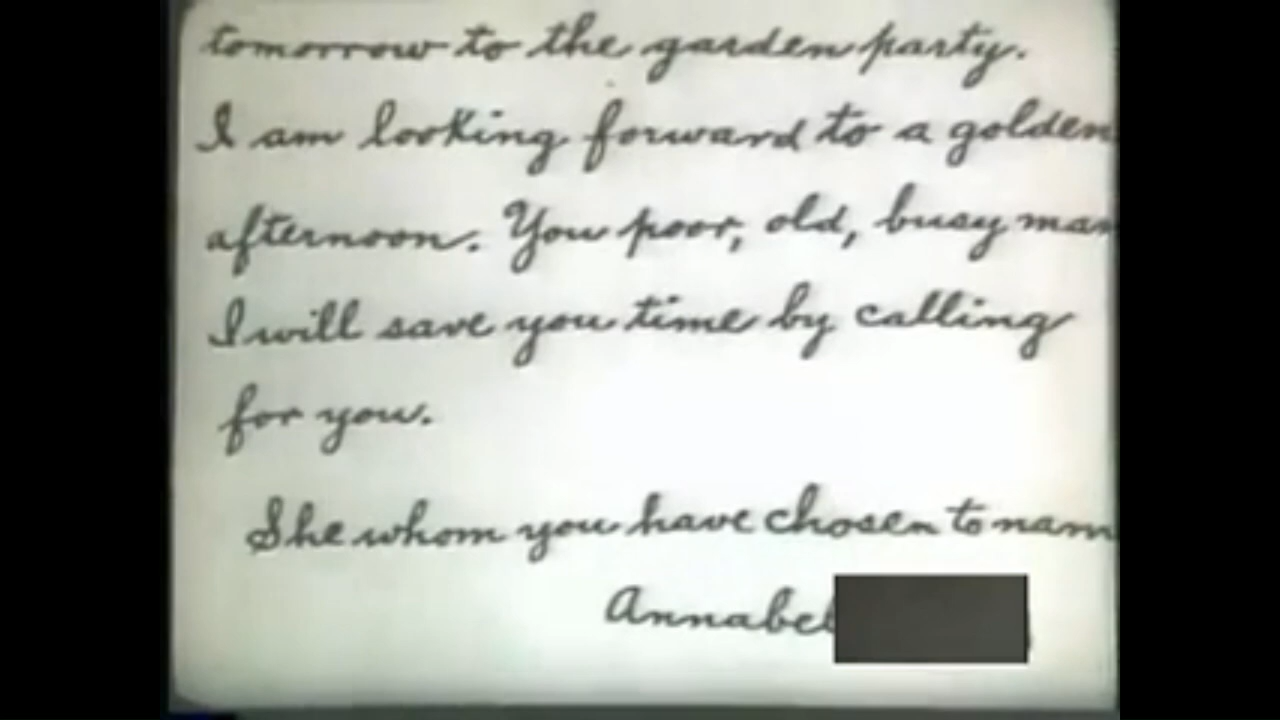 tomorrow to the garden party.
I am looking forward to a golden
afternoon. You poor, old, busy man
I will save you time by calling
for you.
She whom you have chosen to nam
Annabel